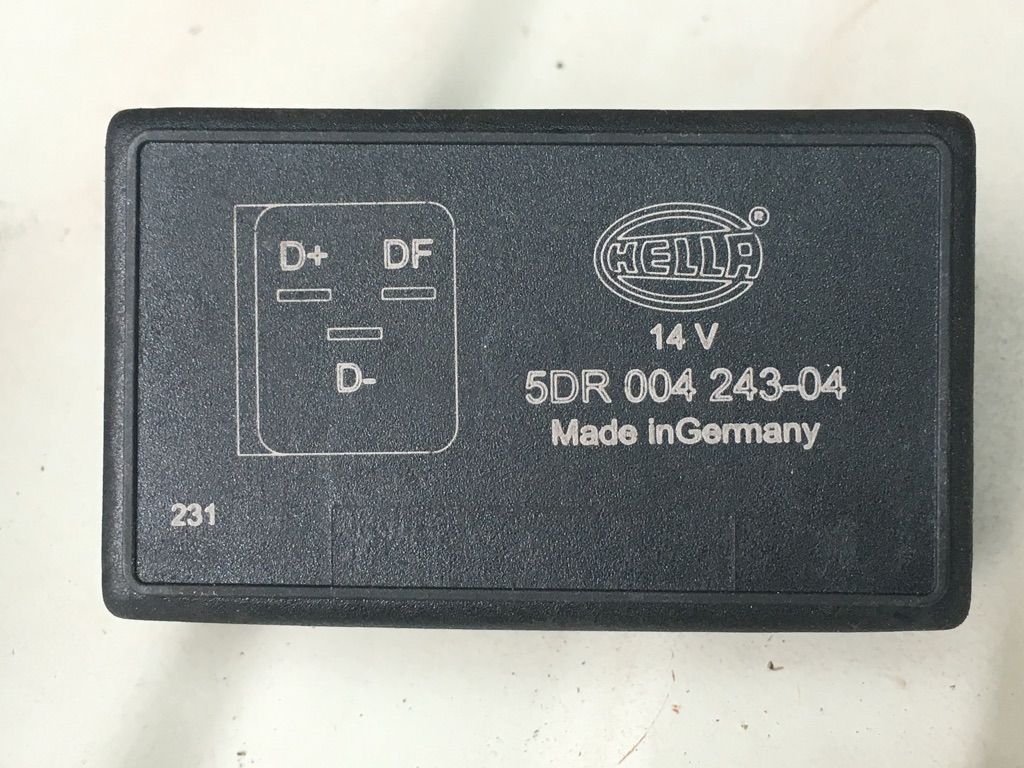 D+ DF
D-
231
HELLA®
14 V
5DR 004 243-04
Made inGermany